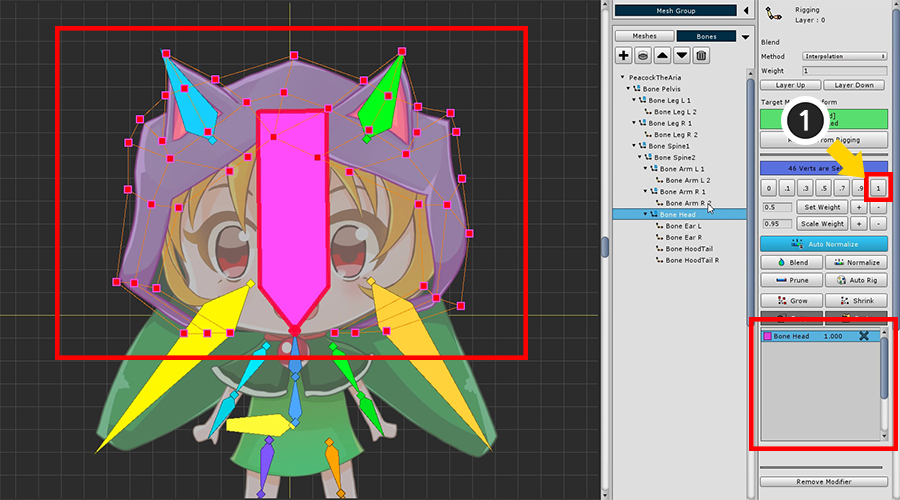 Mesh Group
Rigging
Layer : 0
Meshes
Bones
PeacockTheAria
Bone Pelvis
Bone Leg L 1
Bone Leg L 2
Bone Leg R 1
Bone Leg R 2
Bone Spine1
Bone Spine2
Bone Arm L 1
Bone Arm L 2
Bone Arm R 1
Bone Arm R 2
Bone Head
Bone Ear L
Bone Ear R
Bone HoodTail
Bone HoodTail R
Blend
Method
Interpolation
Weight
1
Layer Up
Layer Down
Target M
form
1
From Rigging
46 Verts are Se
0
.1
.3
.5
.7
.9
1
0.5
Set Weight
+
-
0.95
Scale Weight
+
-
Auto Normalize
Blend
Normalize
Prune
Auto Rig
Grow
Shrink
Bone Head
1.000
Remove Modifier